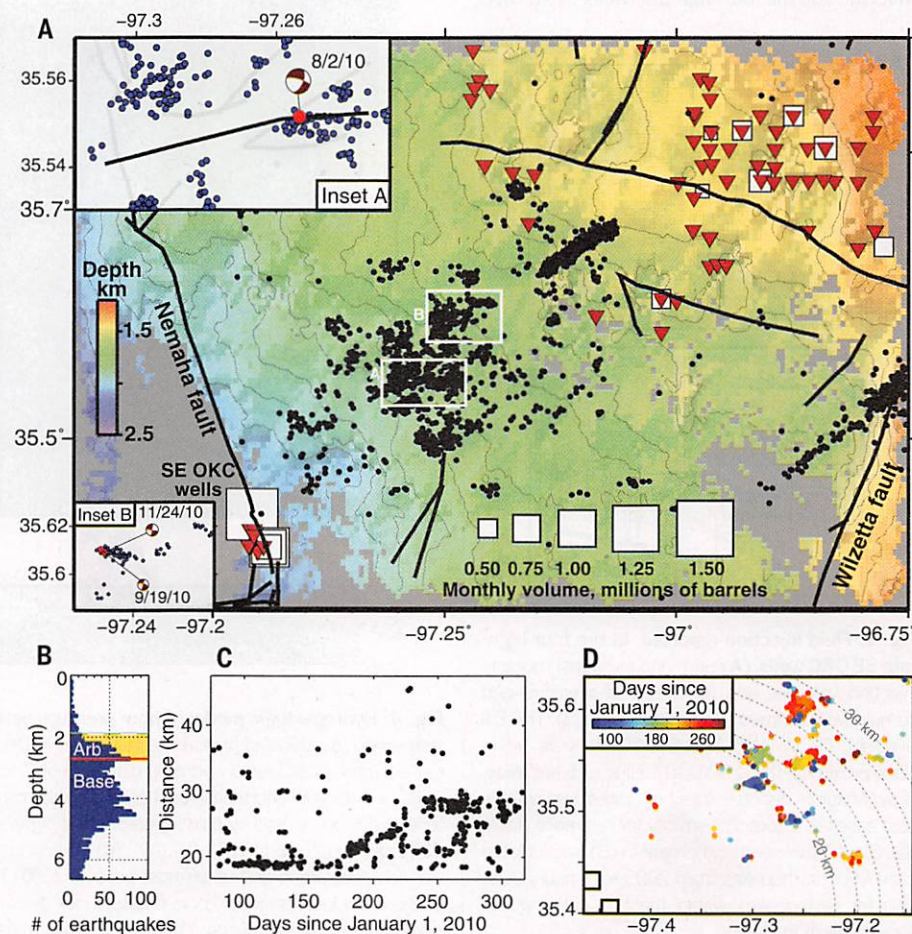 A
−97.3
−97.26
35.56
35.54
8/2/10
Inset A
35.7
Depth
km
1.5
2.5
Nemaha fault
B
A
35.5
SE OKC
wells
Inset B
11/24/10
9/19/10
35.62
35.6
0.50 0.75 1.00 1.25 1.50
Monthly volume, millions of barrels
Wilzetta fault
−97.24
−97.2
−97.25
−97
−96.75
B
0
2
4
6
Depth (km)
Arb
Base
0 50 100
# of earthquakes
C
Distance (km)
30
20
100 150 200 250 300
Days since January 1, 2010
D
Days since
January 1, 2010
100 180 260
35.6
35.5
35.4
30 km
20 km
−97.4
−97.3
−97.2